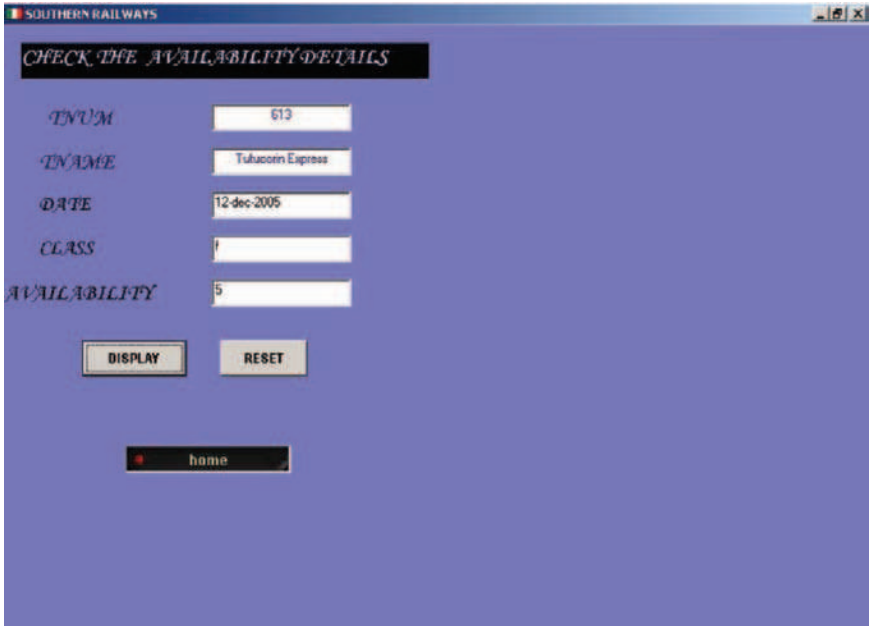 SOUTHERN RAILWAYS
CHECK THE AVAILABILITY DETAILS
TNUM 613
TNAME Tutucorin Express
DATE 12-dec-2005
CLASS f
AVAILABILITY 5
DISPLAY RESET
home